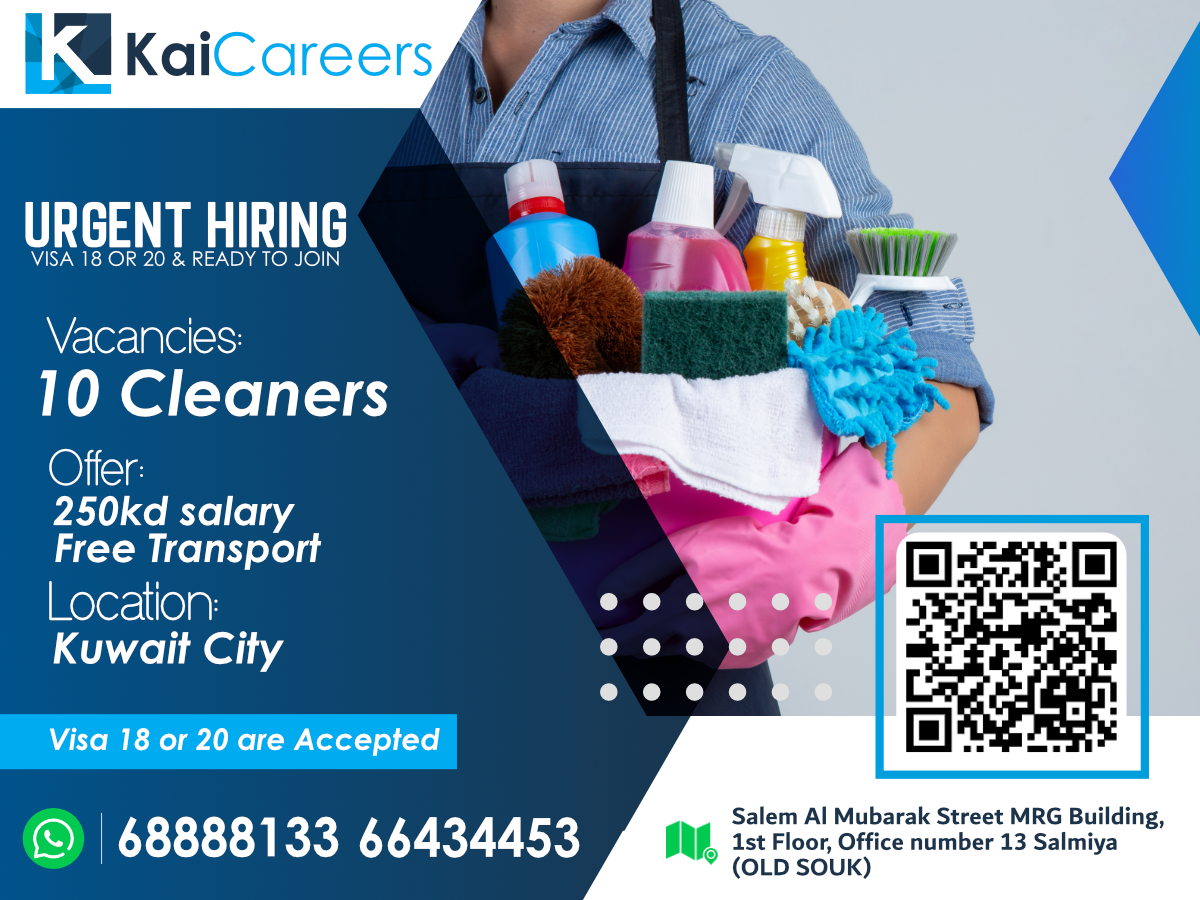 KaiCareers
URGENT HIRING
VISA 18 OR 20 & READY TO JOIN
Vacancies:
10 Cleaners
Offer:
250kd salary
Free Transport
Location:
Kuwait City
Visa 18 or 20 are Accepted
68888133 66434453
Salem Al Mubarak Street MRG Building,
1st Floor, Office number 13 Salmiya
(OLD SOUK)